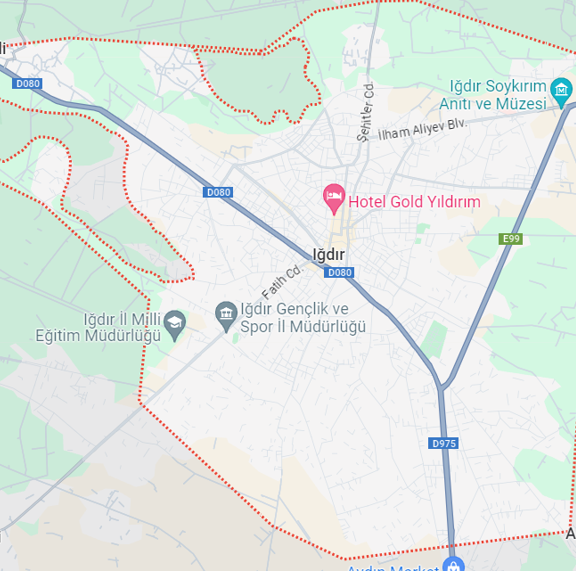 li
D080
Iğdır Soykırım
Anıtı ve Müzesi
Şehitler Cd.
İlham Aliyev Blv.
D080
Hotel Gold Yıldırım
E99
Iğdır
D080
Fatih Cd.
Iğdır Gençlik ve
Spor İl Müdürlüğü
Iğdır İl Milli
Eğitim Müdürlüğü
D975
A
Aydın Market